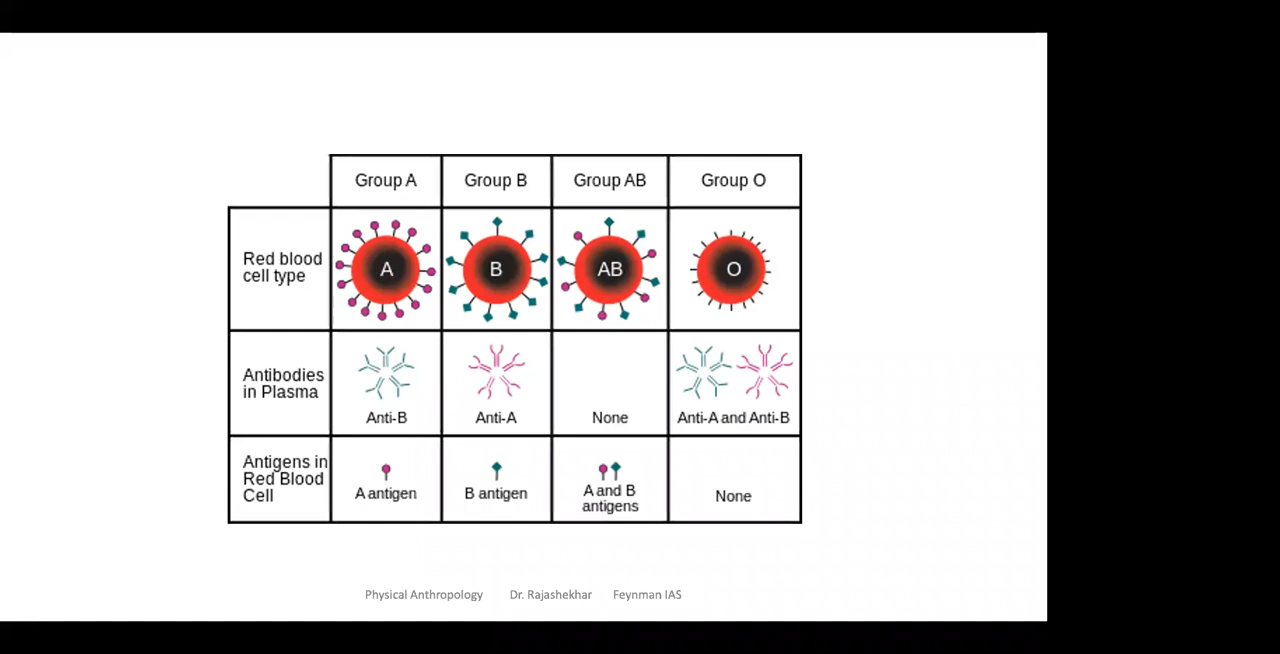 Group A
Group B
Group AB
Group O
Red blood
cell type
A
B
AB
O
Antibodies
in Plasma
Anti-B
Anti-A
None
Anti-A and Anti-B
Antigens in
Red Blood
Cell
A antigen
B antigen
A and B
antigens
None
Physical Anthropology Dr. Rajashekhar Feynman IAS